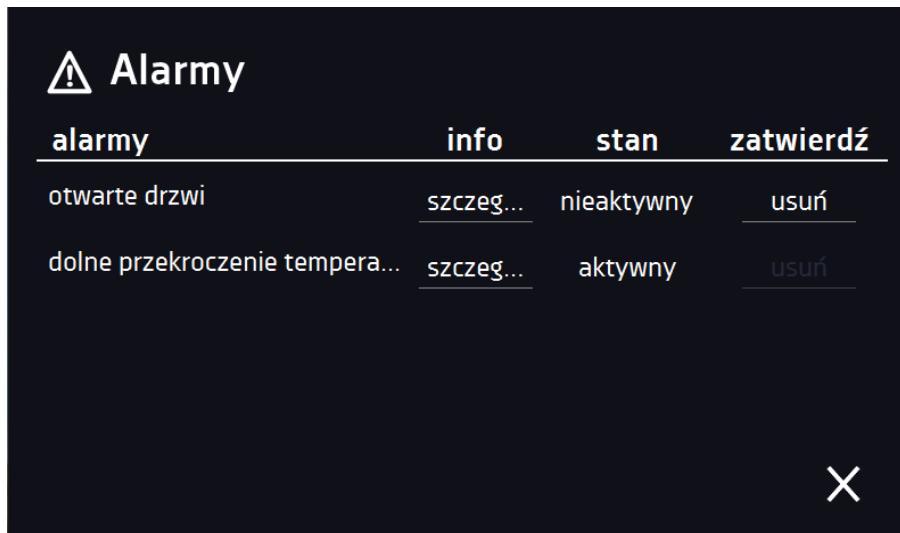 Alarmy
alarmy info stan zatwierdź
otwarte drzwi szczeg... nieaktywny usuń
dolne przekroczenie tempera... szczeg... aktywny usuń